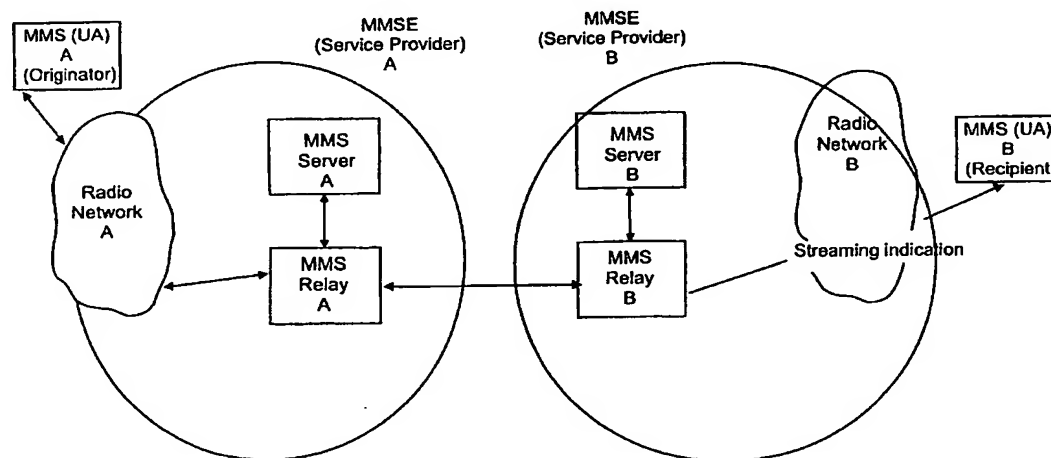 MMS (UA)
A
(Originator)
MMSE
(Service Provider)
A
MMSE
(Service Provider)
B
Radio
Network
A
MMS
Server
A
MMS
Relay
A
MMS
Server
B
MMS
Relay
B
Radio
Network
B
Streaming indication
MMS (UA)
B
(Recipient